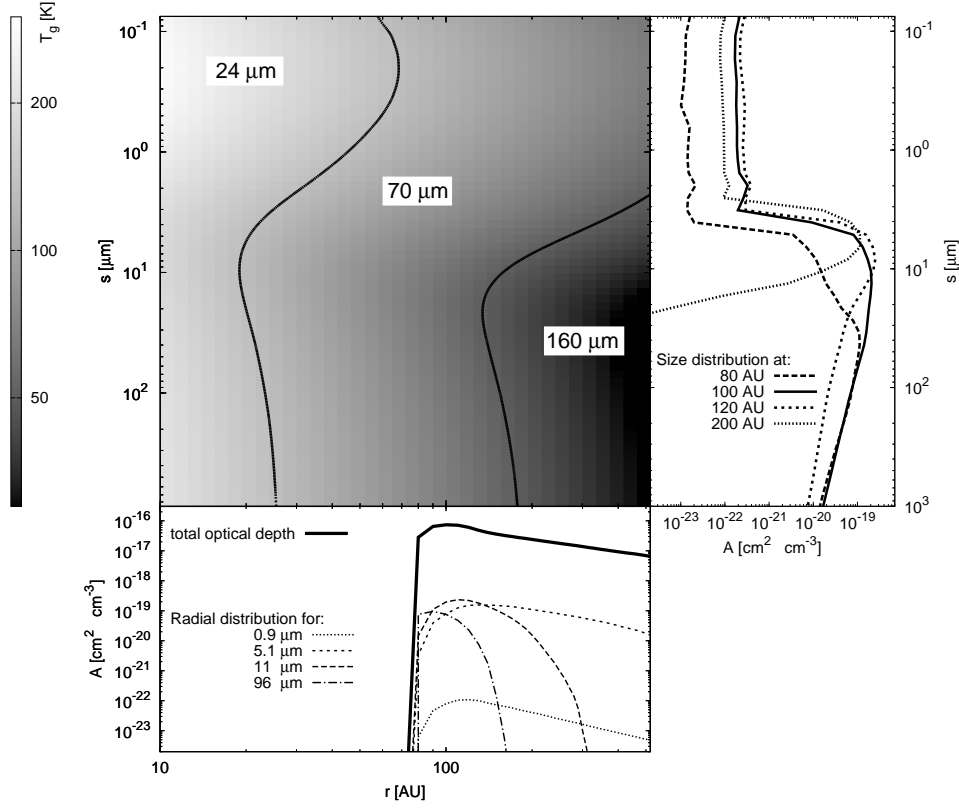 T_g [K]
200
100
50
24 μm
70 μm
160 μm
s [μm]
10^-1
10^0
10^1
10^2
10^-1
10^0
10^1
10^2
10^3
s [μm]
Size distribution at:
80 AU
100 AU
120 AU
200 AU
10^-23 10^-22 10^-21 10^-20 10^-19
A [cm^2 cm^-3]
10^-16
10^-17
10^-18
10^-19
10^-20
10^-21
10^-22
10^-23
A [cm^2 cm^-3]
total optical depth
Radial distribution for:
0.9 μm
5.1 μm
11 μm
96 μm
10 100
r [AU]